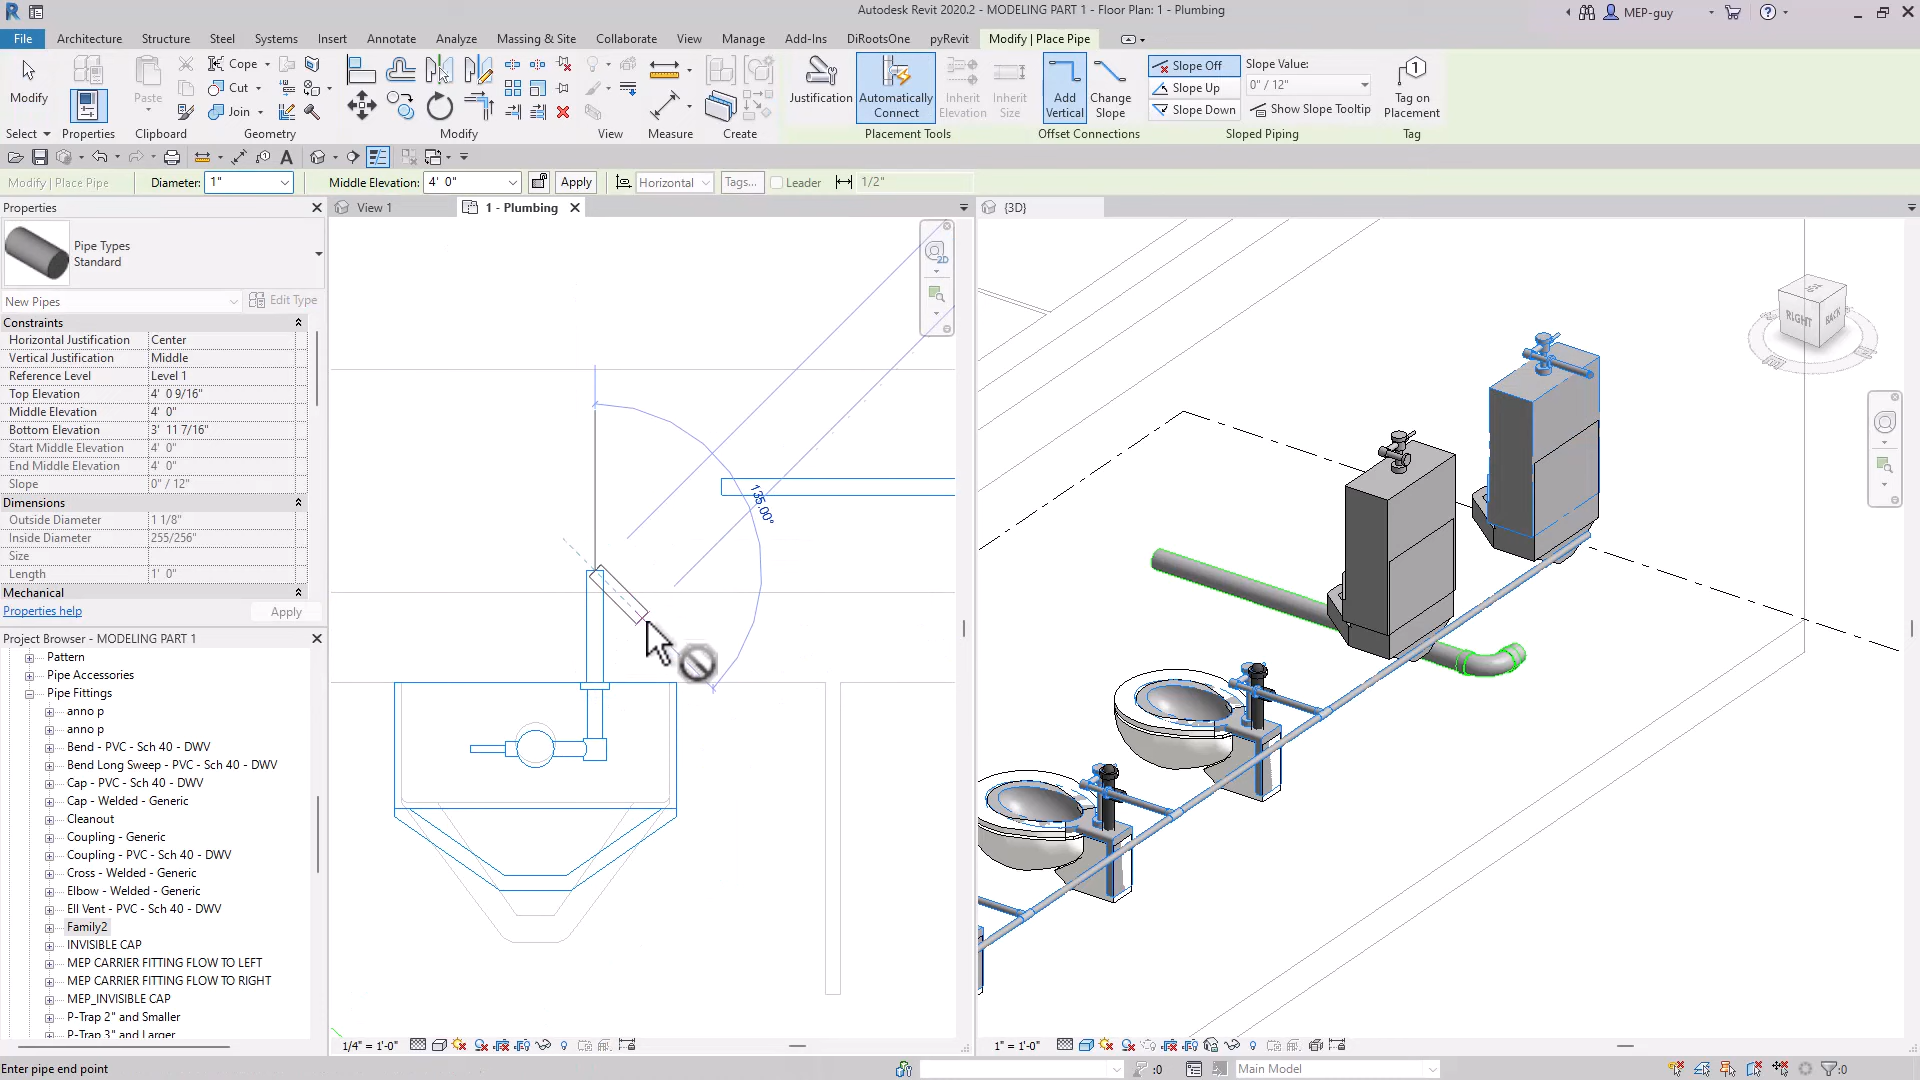 Autodesk Revit 2020.2 - MODELING PART 1 - Floor Plan: 1 - Plumbing
MEP-guy
File Architecture Structure Steel Systems Insert Annotate Analyze Massing & Site Collaborate View Manage Add-Ins DiRootsOne pyRevit Modify | Place Pipe
Modify
Paste
Cope
Cut
Join
Justification
Automatically
Connect
Inherit
Elevation
Inherit
Size
Add
Vertical
Change
Slope
Slope Off
Slope Up
Slope Down
Slope Value:
0" / 12"
Show Slope Tooltip
Tag on
Placement
Select Properties Clipboard Geometry Modify View Measure Create Placement Tools Offset Connections Sloped Piping Tag
Modify | Place Pipe Diameter: 1" Middle Elevation: 4' 0" Apply Horizontal Tags... Leader 1/2"
Properties
View 1
1 - Plumbing
{3D}
Pipe Types
Standard
New Pipes Edit Type
Constraints
Horizontal Justification Center
Vertical Justification Middle
Reference Level Level 1
Top Elevation 4' 0 9/16"
Middle Elevation 4' 0"
Bottom Elevation 3' 11 7/16"
Start Middle Elevation 4' 0"
End Middle Elevation 4' 0"
Slope 0" / 12"
Dimensions
Outside Diameter 1 1/8"
Inside Diameter 255/256"
Size
Length 1' 0"
Mechanical
Properties help Apply
Project Browser - MODELING PART 1
Pattern
Pipe Accessories
Pipe Fittings
anno p
anno p
Bend - PVC - Sch 40 - DWV
Bend Long Sweep - PVC - Sch 40 - DWV
Cap - PVC - Sch 40 - DWV
Cap - Welded - Generic
Cleanout
Coupling - Generic
Coupling - PVC - Sch 40 - DWV
Cross - Welded - Generic
Elbow - Welded - Generic
Ell Vent - PVC - Sch 40 - DWV
Family2
INVISIBLE CAP
MEP CARRIER FITTING FLOW TO LEFT
MEP CARRIER FITTING FLOW TO RIGHT
MEP_INVISIBLE CAP
P-Trap 2" and Smaller
P-Trap 3" and Larger
2D
135.00°
RIGHT
BACK
1/4" = 1'-0"
1" = 1'-0"
Enter pipe end point
:0
Main Model
:0